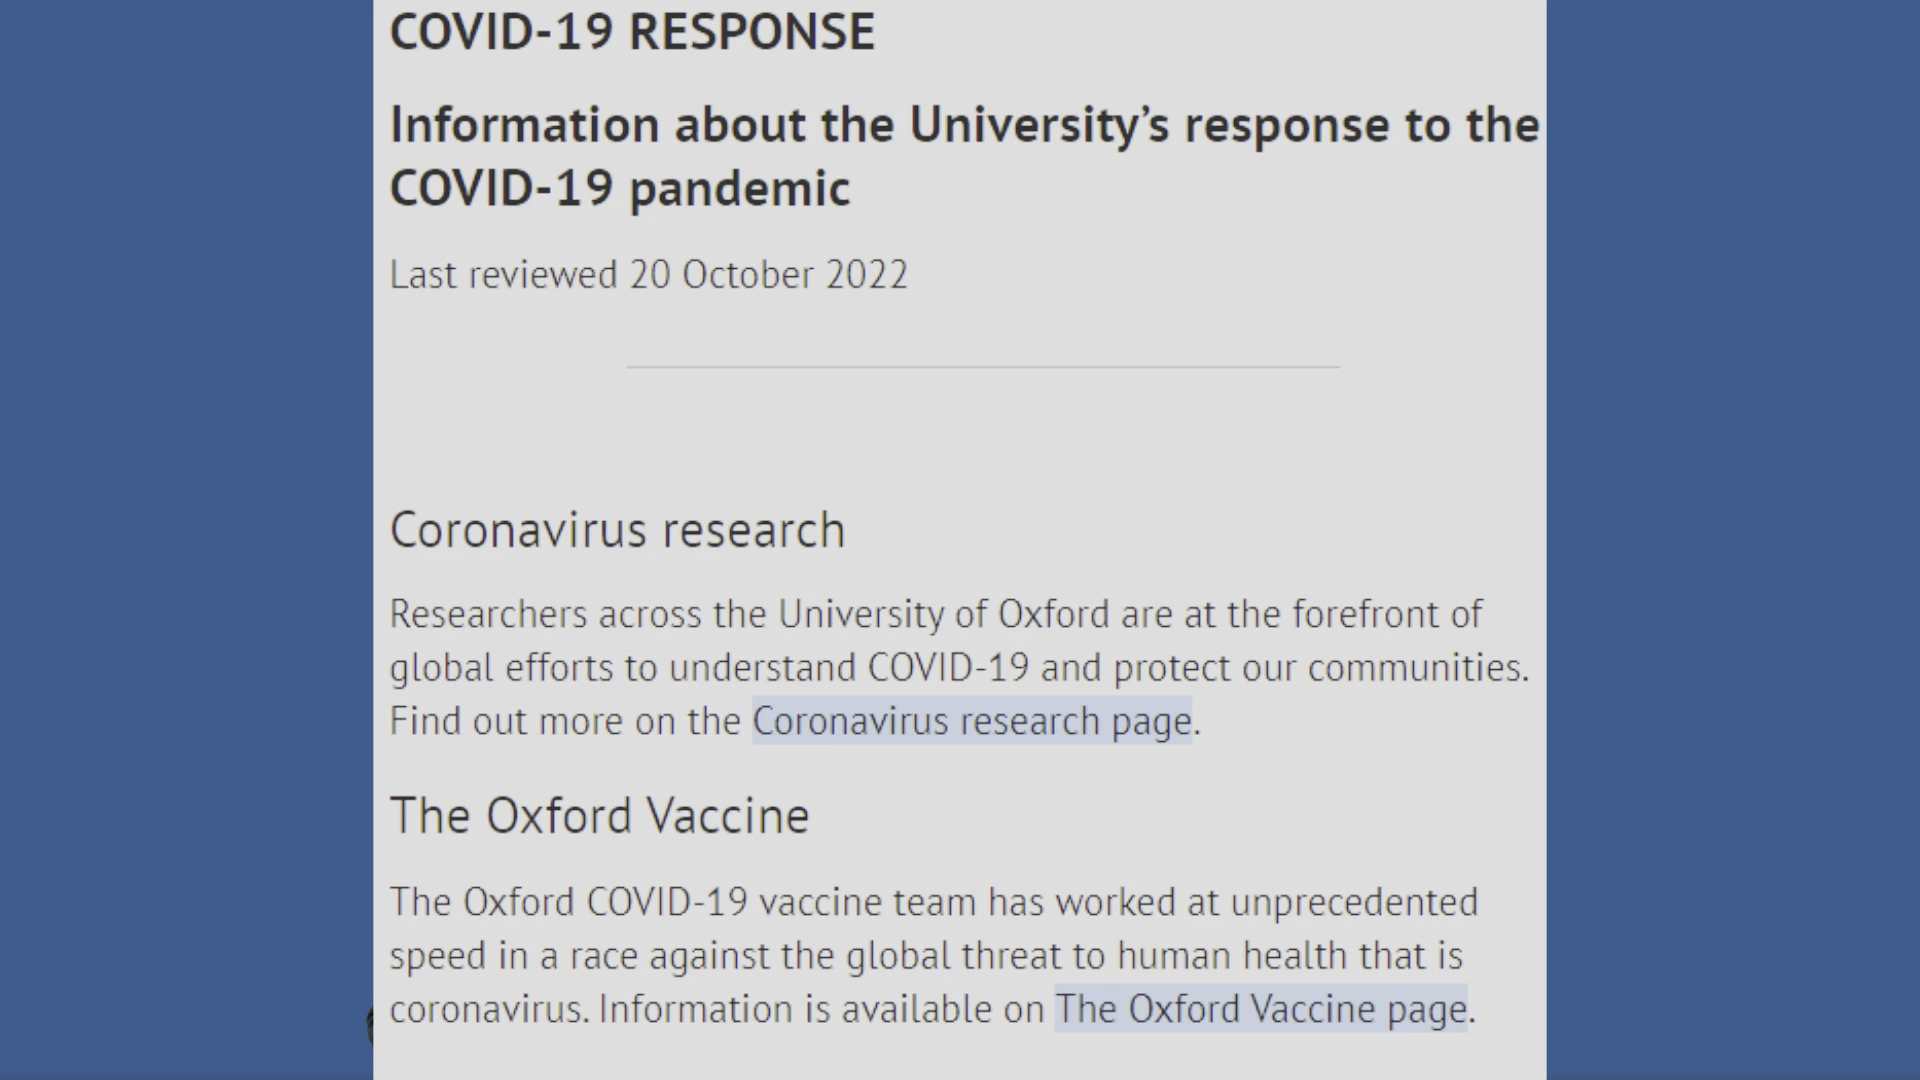 COVID-19 RESPONSE
Information about the University’s response to the
COVID-19 pandemic
Last reviewed 20 October 2022
Coronavirus research
Researchers across the University of Oxford are at the forefront of
global efforts to understand COVID-19 and protect our communities.
Find out more on the Coronavirus research page.
The Oxford Vaccine
The Oxford COVID-19 vaccine team has worked at unprecedented
speed in a race against the global threat to human health that is
coronavirus. Information is available on The Oxford Vaccine page.